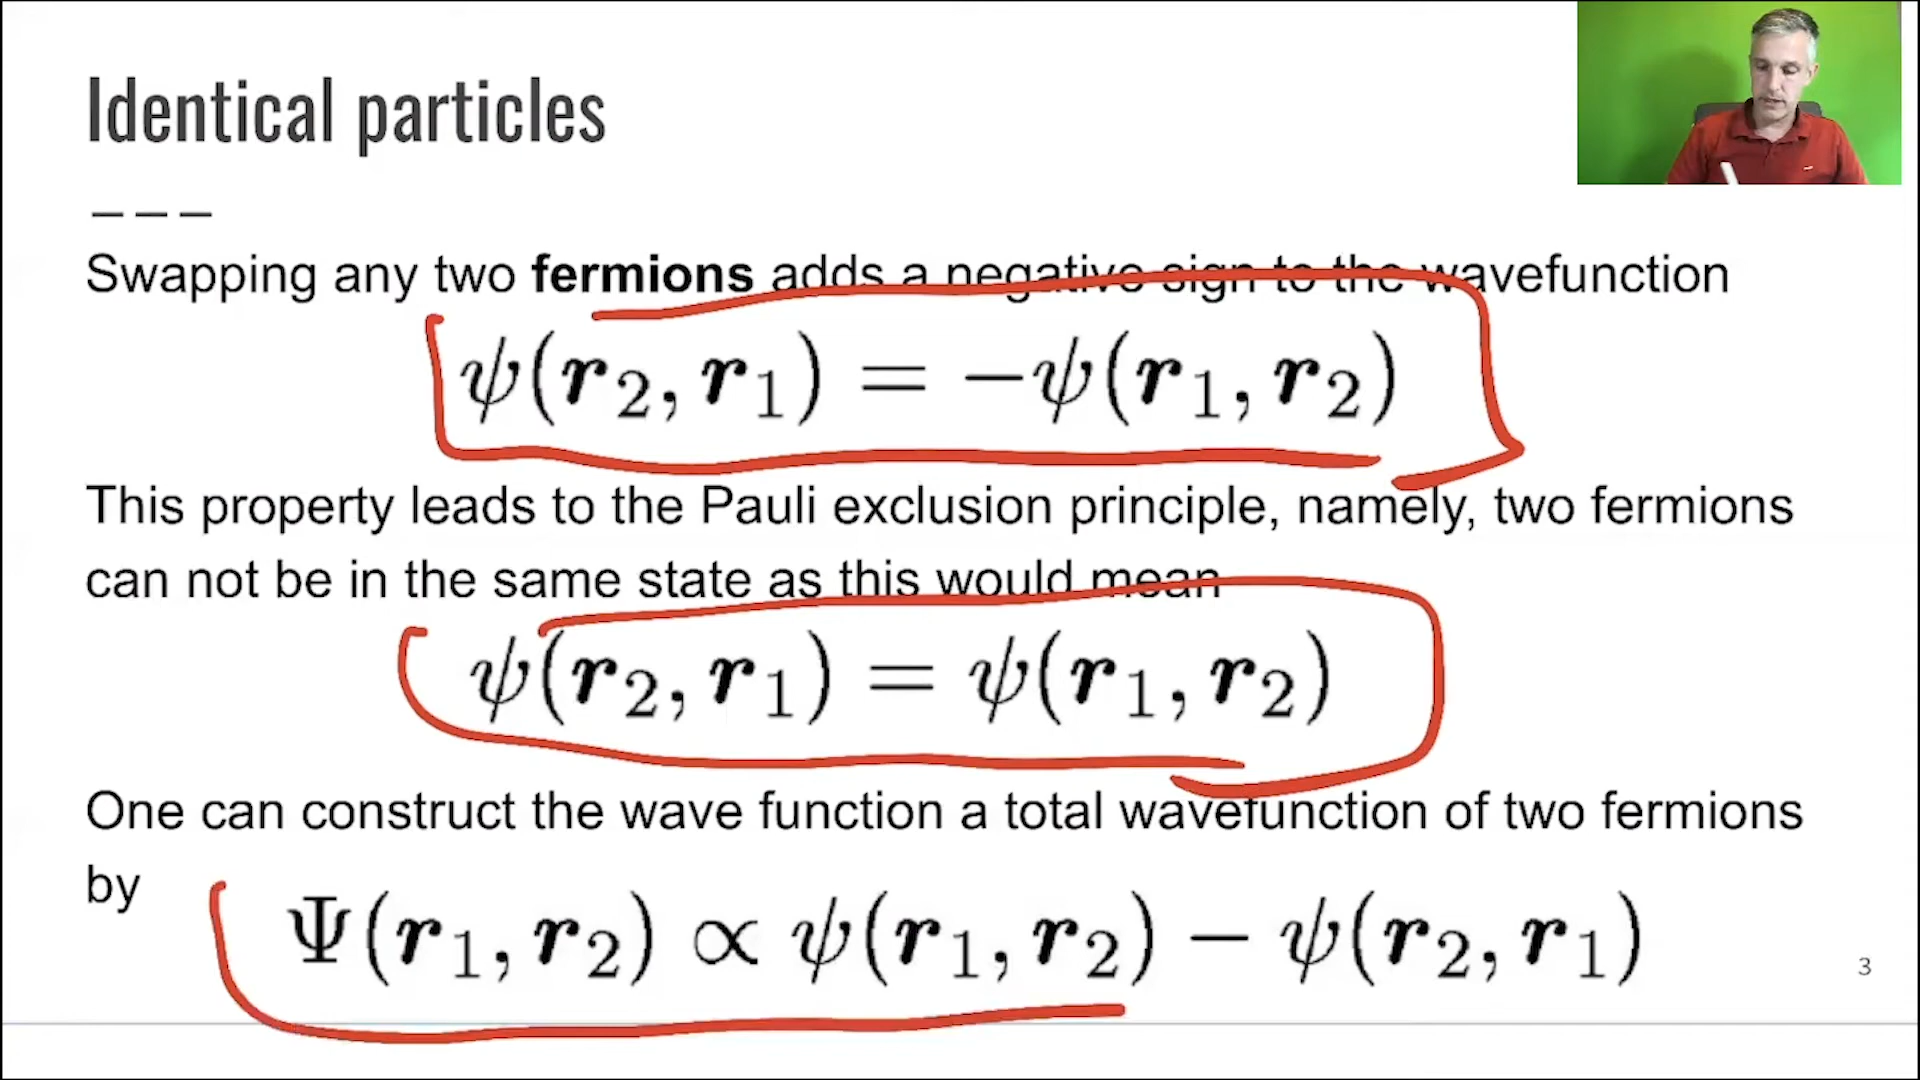 Identical particles
Swapping any two fermions adds a negative sign to the wavefunction
ψ(r₂, r₁) = −ψ(r₁, r₂)
This property leads to the Pauli exclusion principle, namely, two fermions
can not be in the same state as this would mean
ψ(r₂, r₁) = ψ(r₁, r₂)
One can construct the wave function a total wavefunction of two fermions
by
Ψ(r₁, r₂) ∝ ψ(r₁, r₂) − ψ(r₂, r₁)
3